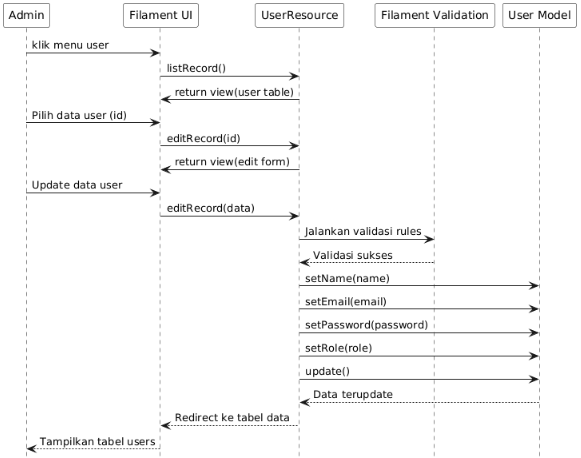 Admin
Filament UI
UserResource
Filament Validation
User Model
klik menu user
listRecord()
return view(user table)
Pilih data user (id)
editRecord(id)
return view(edit form)
Update data user
editRecord(data)
Jalankan validasi rules
Validasi sukses
setName(name)
setEmail(email)
setPassword(password)
setRole(role)
update()
Data terupdate
Redirect ke tabel data
Tampilkan tabel users